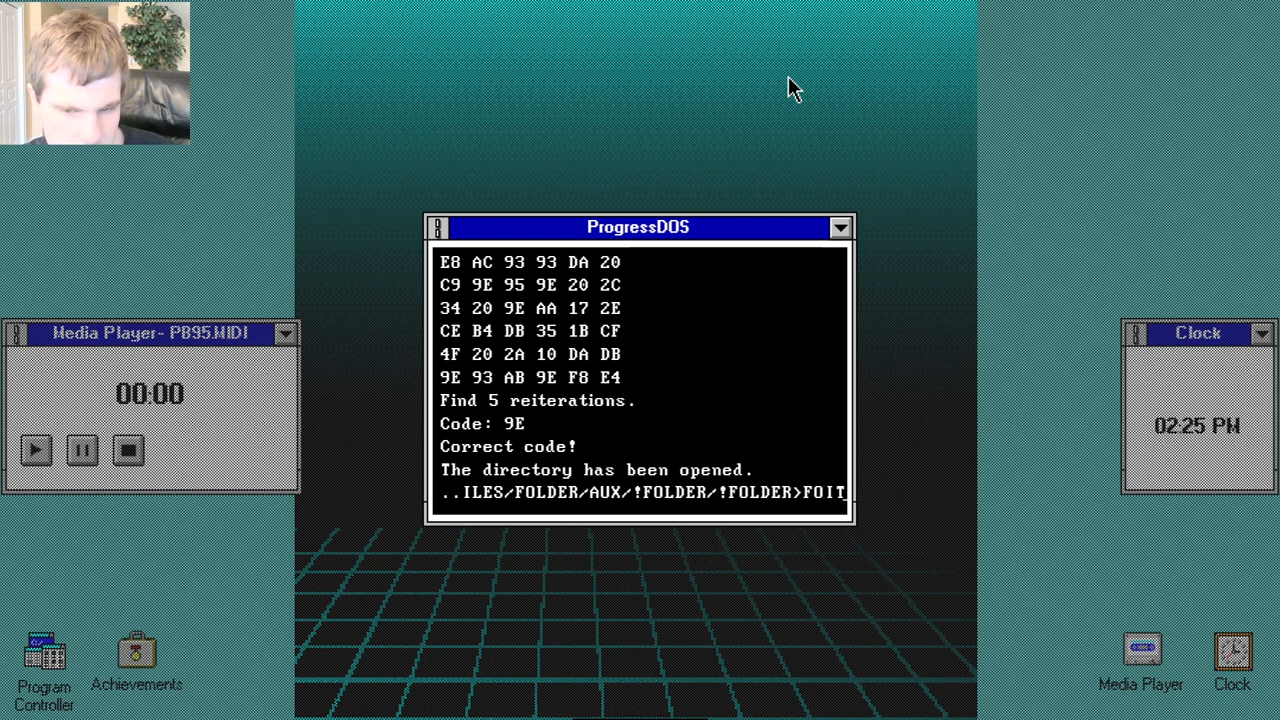 ProgressDOS
E8 AC 93 93 DA 20
C9 9E 95 9E 20 2C
34 20 9E AA 17 2E
CE B4 DB 35 1B CF
4F 20 2A 10 DA DB
9E 93 AB 9E F8 E4
Find 5 reiterations.
Code: 9E
Correct code!
The directory has been opened.
..ILES/FOLDER/AUX/!FOLDER/!FOLDER>FOIT_
Media Player- P895.MIDI
00:00
Clock
02:25 PM
Program
Controller
Achievements
Media Player
Clock